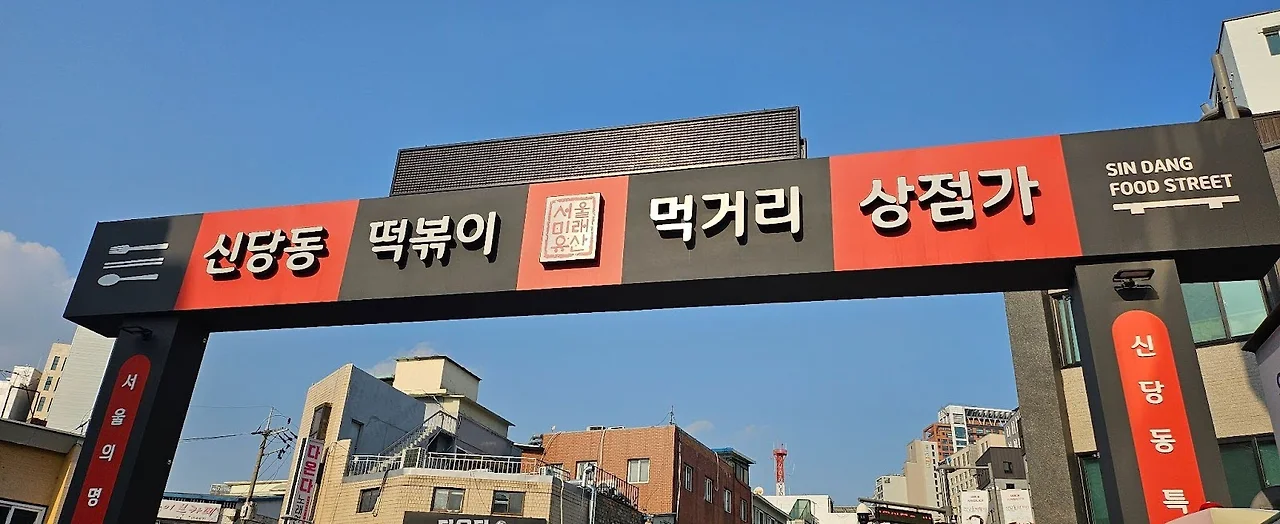 신당동 떡볶이 먹거리 상점가
서울
미래
유산
SIN DANG
FOOD STREET
서울의명
신당동특